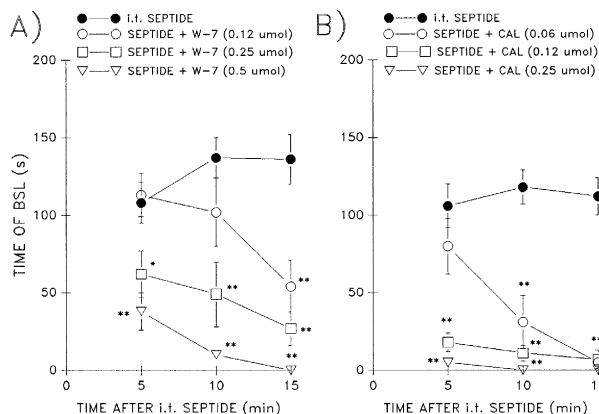 A)
i.t. SEPTIDE
SEPTIDE + W-7 (0.12 umol)
SEPTIDE + W-7 (0.25 umol)
SEPTIDE + W-7 (0.5 umol)
TIME OF BSL (s)
200
150
100
50
0
*
**
**
**
**
**
**
0
5
10
15
TIME AFTER i.t. SEPTIDE (min)
B)
i.t. SEPTIDE
SEPTIDE + CAL (0.06 umol)
SEPTIDE + CAL (0.12 umol)
SEPTIDE + CAL (0.25 umol)
200
150
100
50
0
**
**
**
**
**
**
0
5
10
TIME AFTER i.t. SEPTIDE (min)